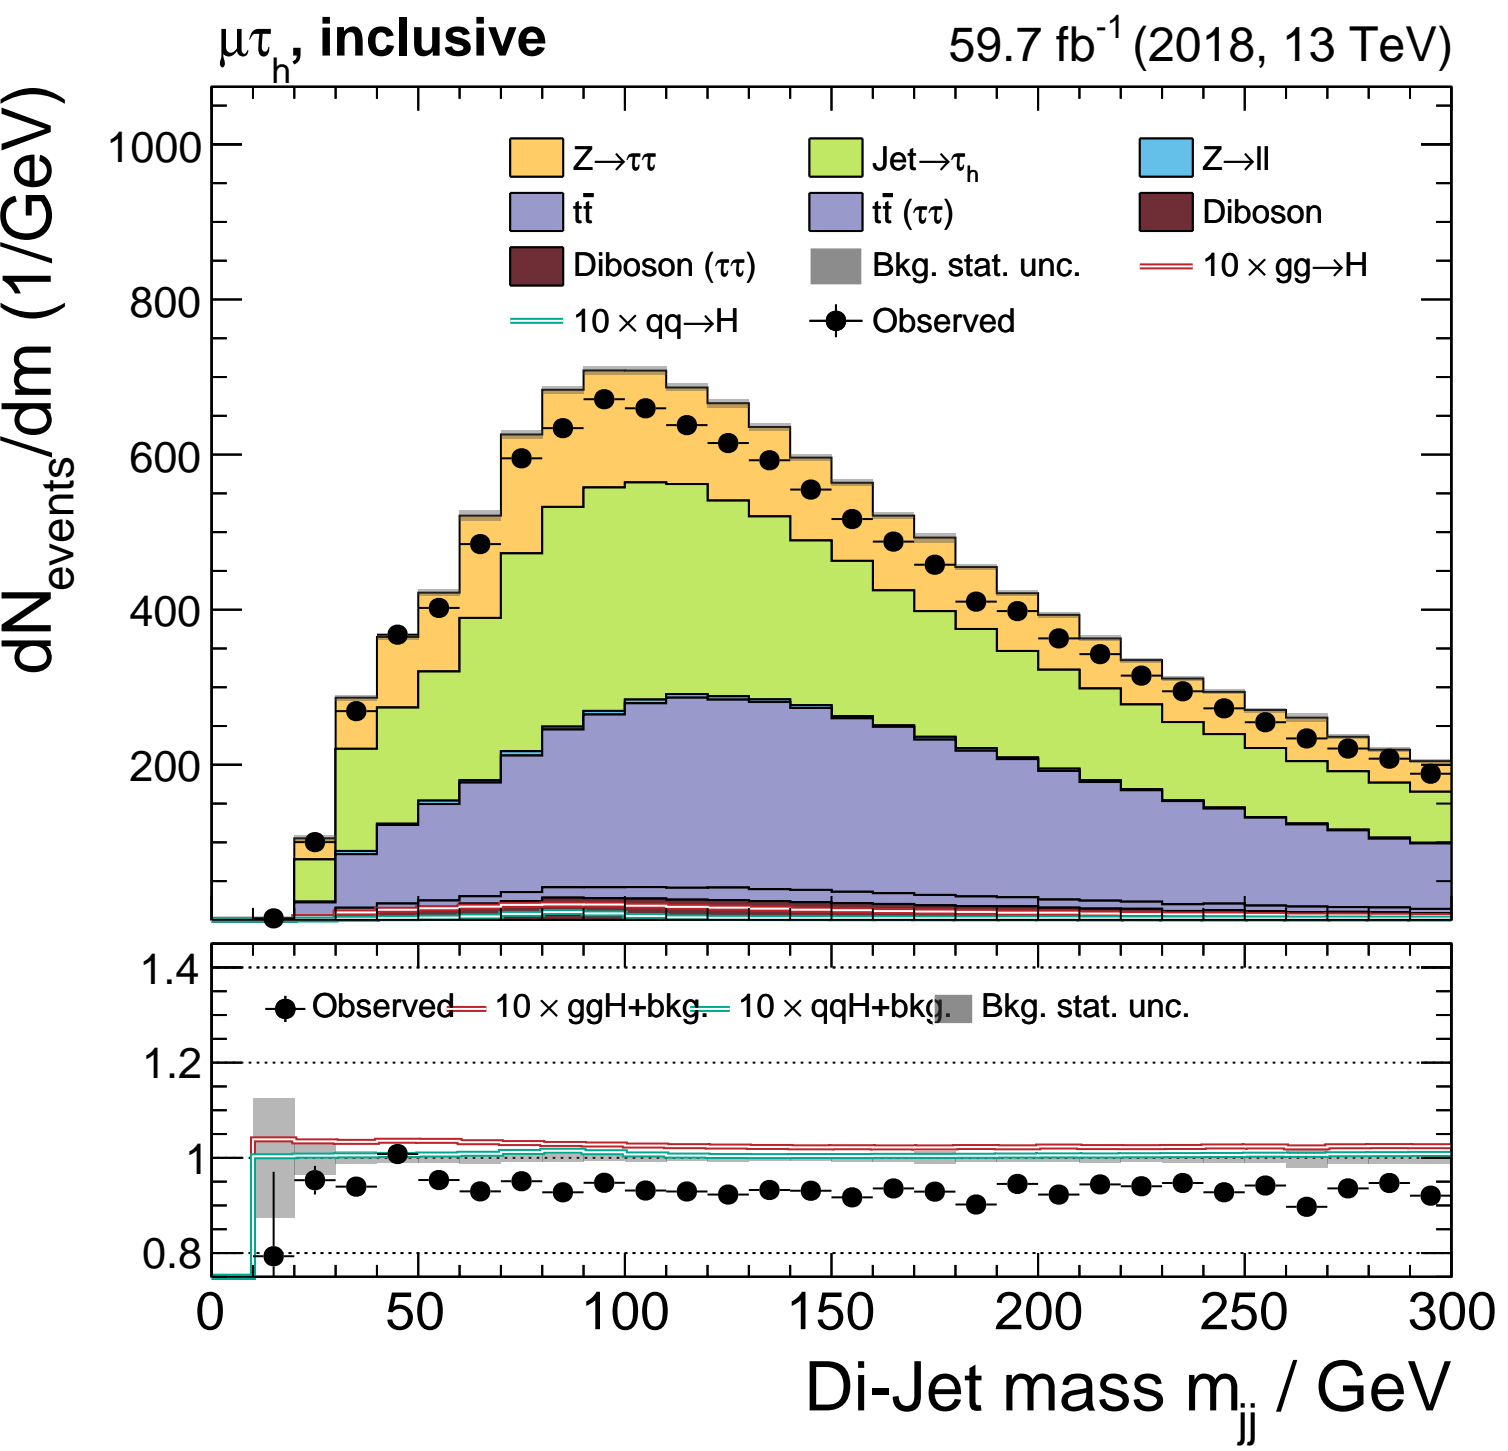 μτh, inclusive 59.7 fb-1 (2018, 13 TeV)
dNevents/dm (1/GeV)
1000
800
600
400
200
Z→ττ Jet→τh Z→ll
tt̄ tt̄ (ττ) Diboson
Diboson (ττ) Bkg. stat. unc. 10 × gg→H
10 × qq→H Observed
1.4
1.2
1
0.8
Observed 10 × ggH+bkg. 10 × qqH+bkg. Bkg. stat. unc.
0 50 100 150 200 250 300
Di-Jet mass mjj / GeV